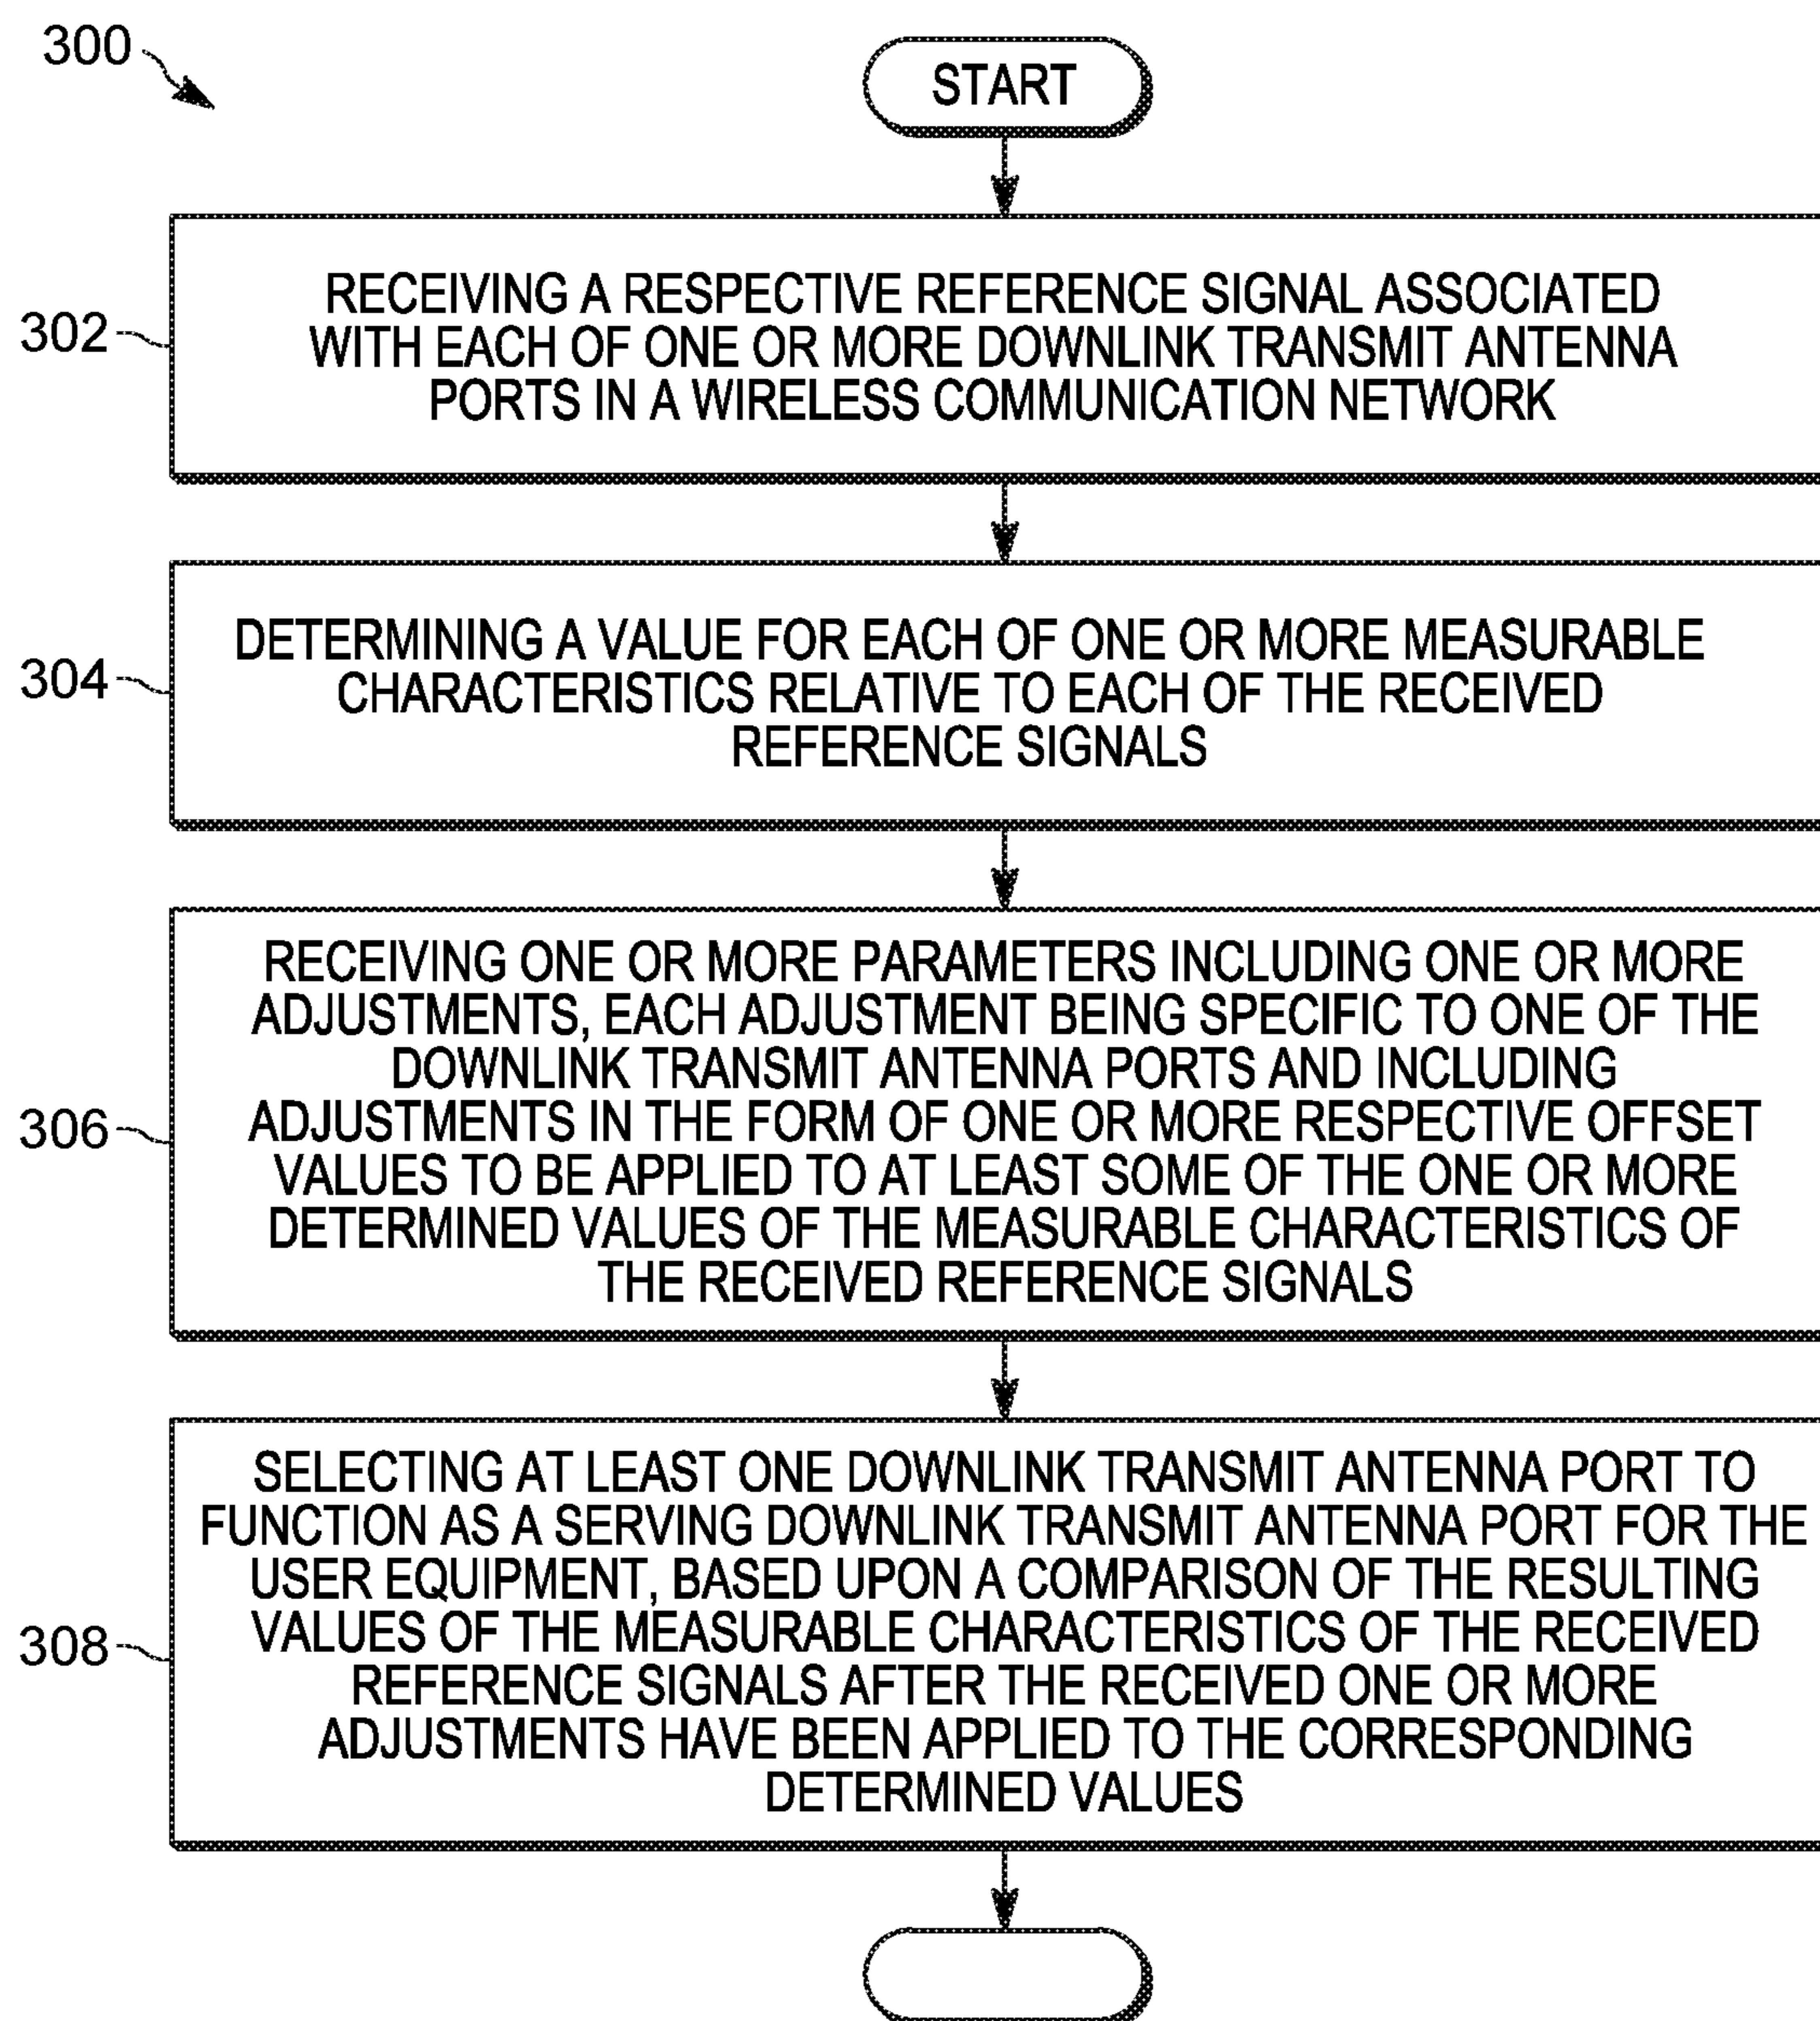 300
START
302
RECEIVING A RESPECTIVE REFERENCE SIGNAL ASSOCIATED
WITH EACH OF ONE OR MORE DOWNLINK TRANSMIT ANTENNA
PORTS IN A WIRELESS COMMUNICATION NETWORK
304
DETERMINING A VALUE FOR EACH OF ONE OR MORE MEASURABLE
CHARACTERISTICS RELATIVE TO EACH OF THE RECEIVED
REFERENCE SIGNALS
306
RECEIVING ONE OR MORE PARAMETERS INCLUDING ONE OR MORE
ADJUSTMENTS, EACH ADJUSTMENT BEING SPECIFIC TO ONE OF THE
DOWNLINK TRANSMIT ANTENNA PORTS AND INCLUDING
ADJUSTMENTS IN THE FORM OF ONE OR MORE RESPECTIVE OFFSET
VALUES TO BE APPLIED TO AT LEAST SOME OF THE ONE OR MORE
DETERMINED VALUES OF THE MEASURABLE CHARACTERISTICS OF
THE RECEIVED REFERENCE SIGNALS
308
SELECTING AT LEAST ONE DOWNLINK TRANSMIT ANTENNA PORT TO
FUNCTION AS A SERVING DOWNLINK TRANSMIT ANTENNA PORT FOR THE
USER EQUIPMENT, BASED UPON A COMPARISON OF THE RESULTING
VALUES OF THE MEASURABLE CHARACTERISTICS OF THE RECEIVED
REFERENCE SIGNALS AFTER THE RECEIVED ONE OR MORE
ADJUSTMENTS HAVE BEEN APPLIED TO THE CORRESPONDING
DETERMINED VALUES